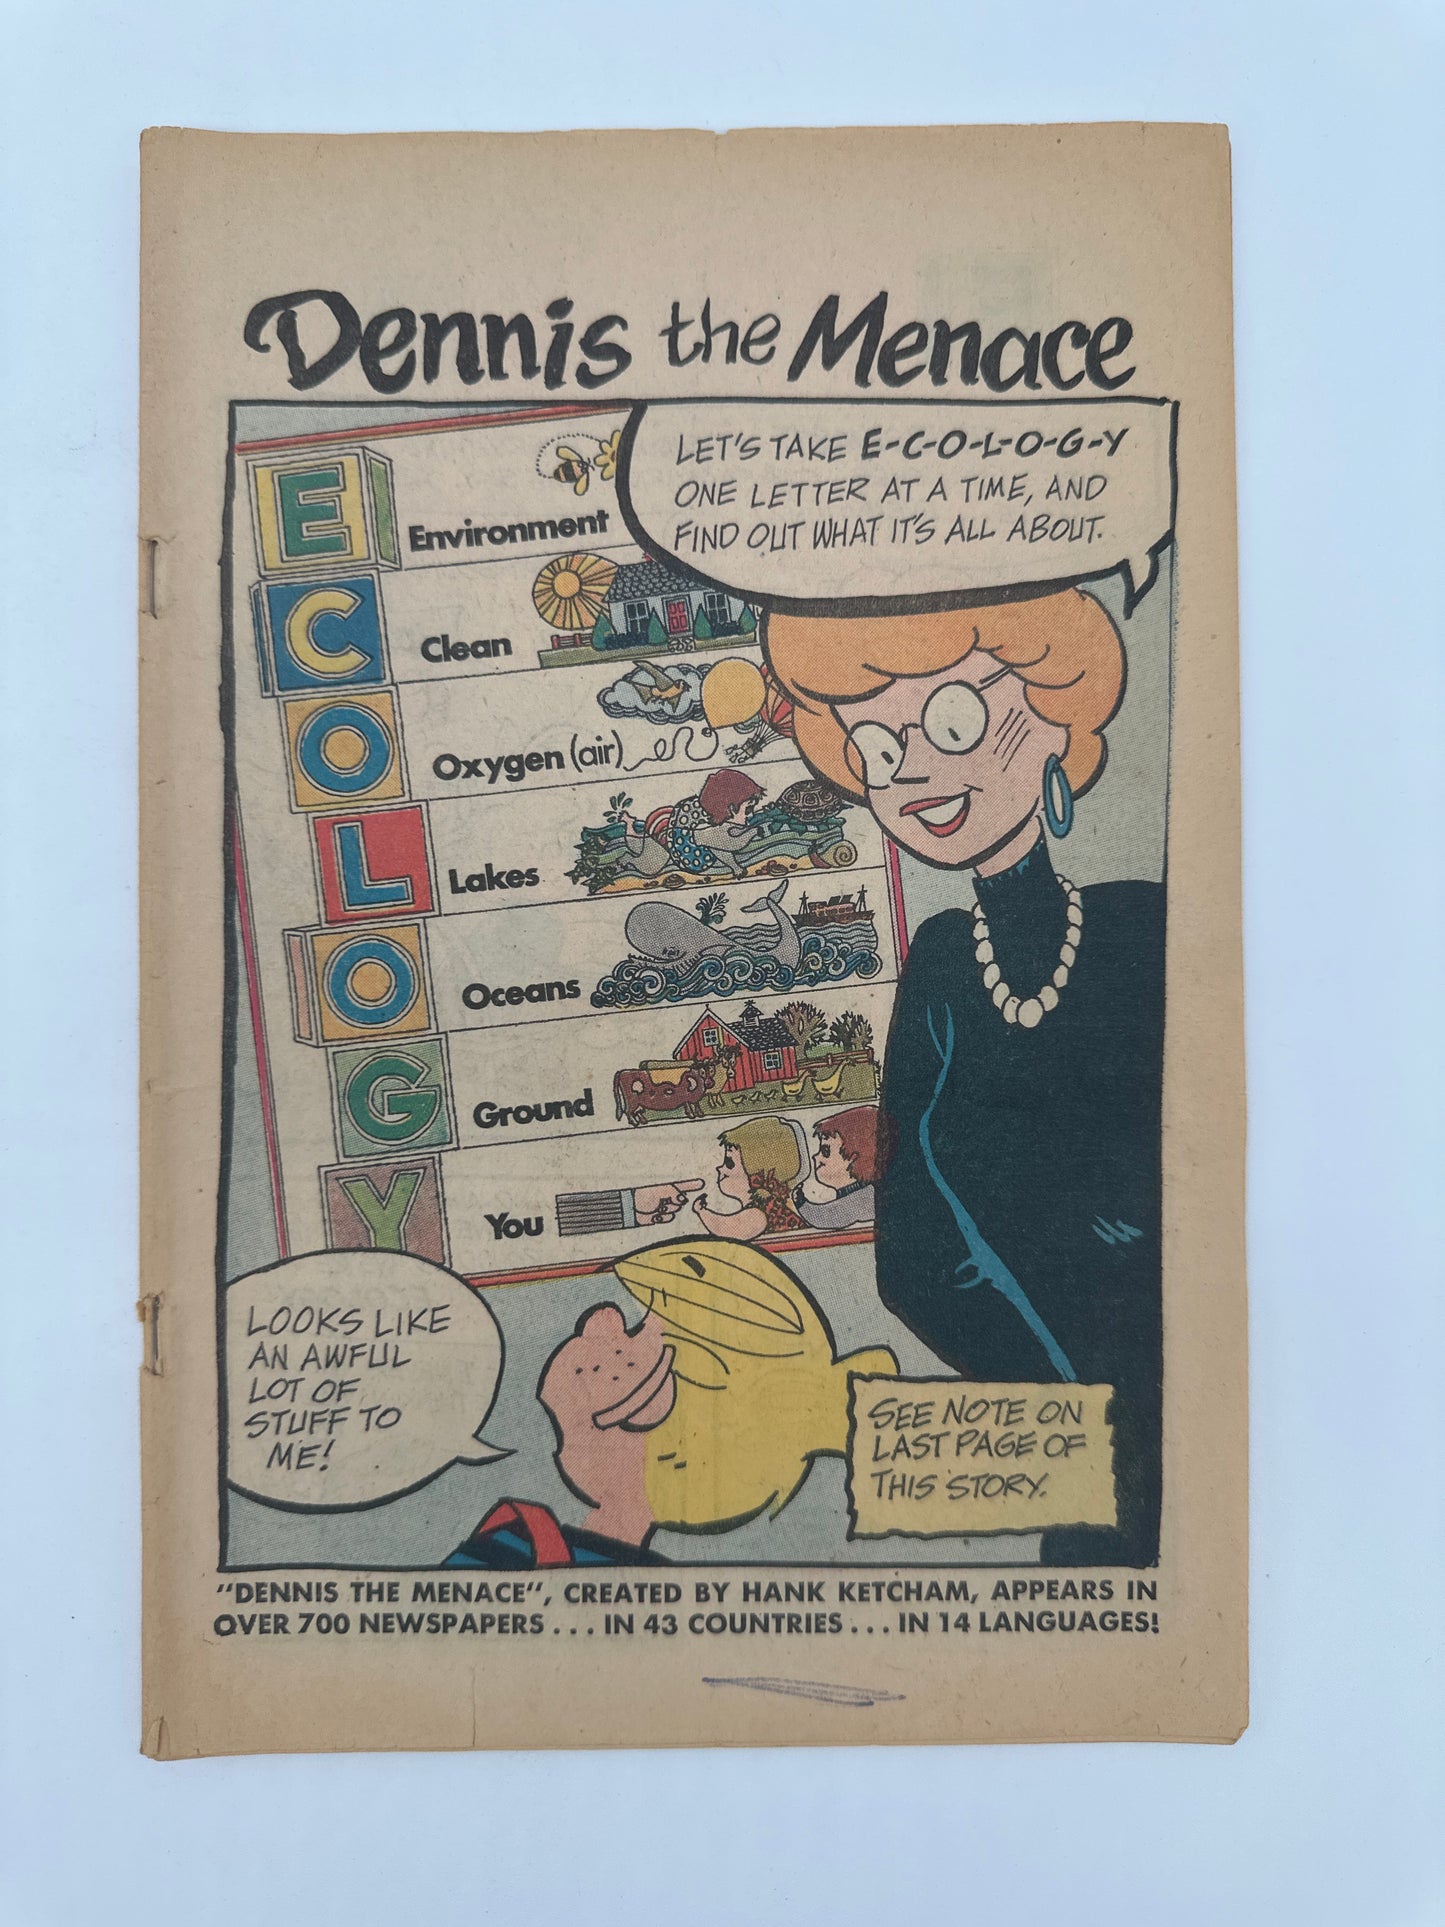 Dennis the Menace
LET'S TAKE E-C-O-L-O-G-Y
ONE LETTER AT A TIME, AND
FIND OUT WHAT IT'S ALL ABOUT.
E
Environment
C
Clean
O
Oxygen (air)
L
Lakes
O
Oceans
G
Ground
Y
You
LOOKS LIKE
AN AWFUL
LOT OF
STUFF TO
ME!
SEE NOTE ON
LAST PAGE OF
THIS STORY.
"DENNIS THE MENACE", CREATED BY HANK KETCHAM, APPEARS IN
OVER 700 NEWSPAPERS . . . IN 43 COUNTRIES . . . IN 14 LANGUAGES!